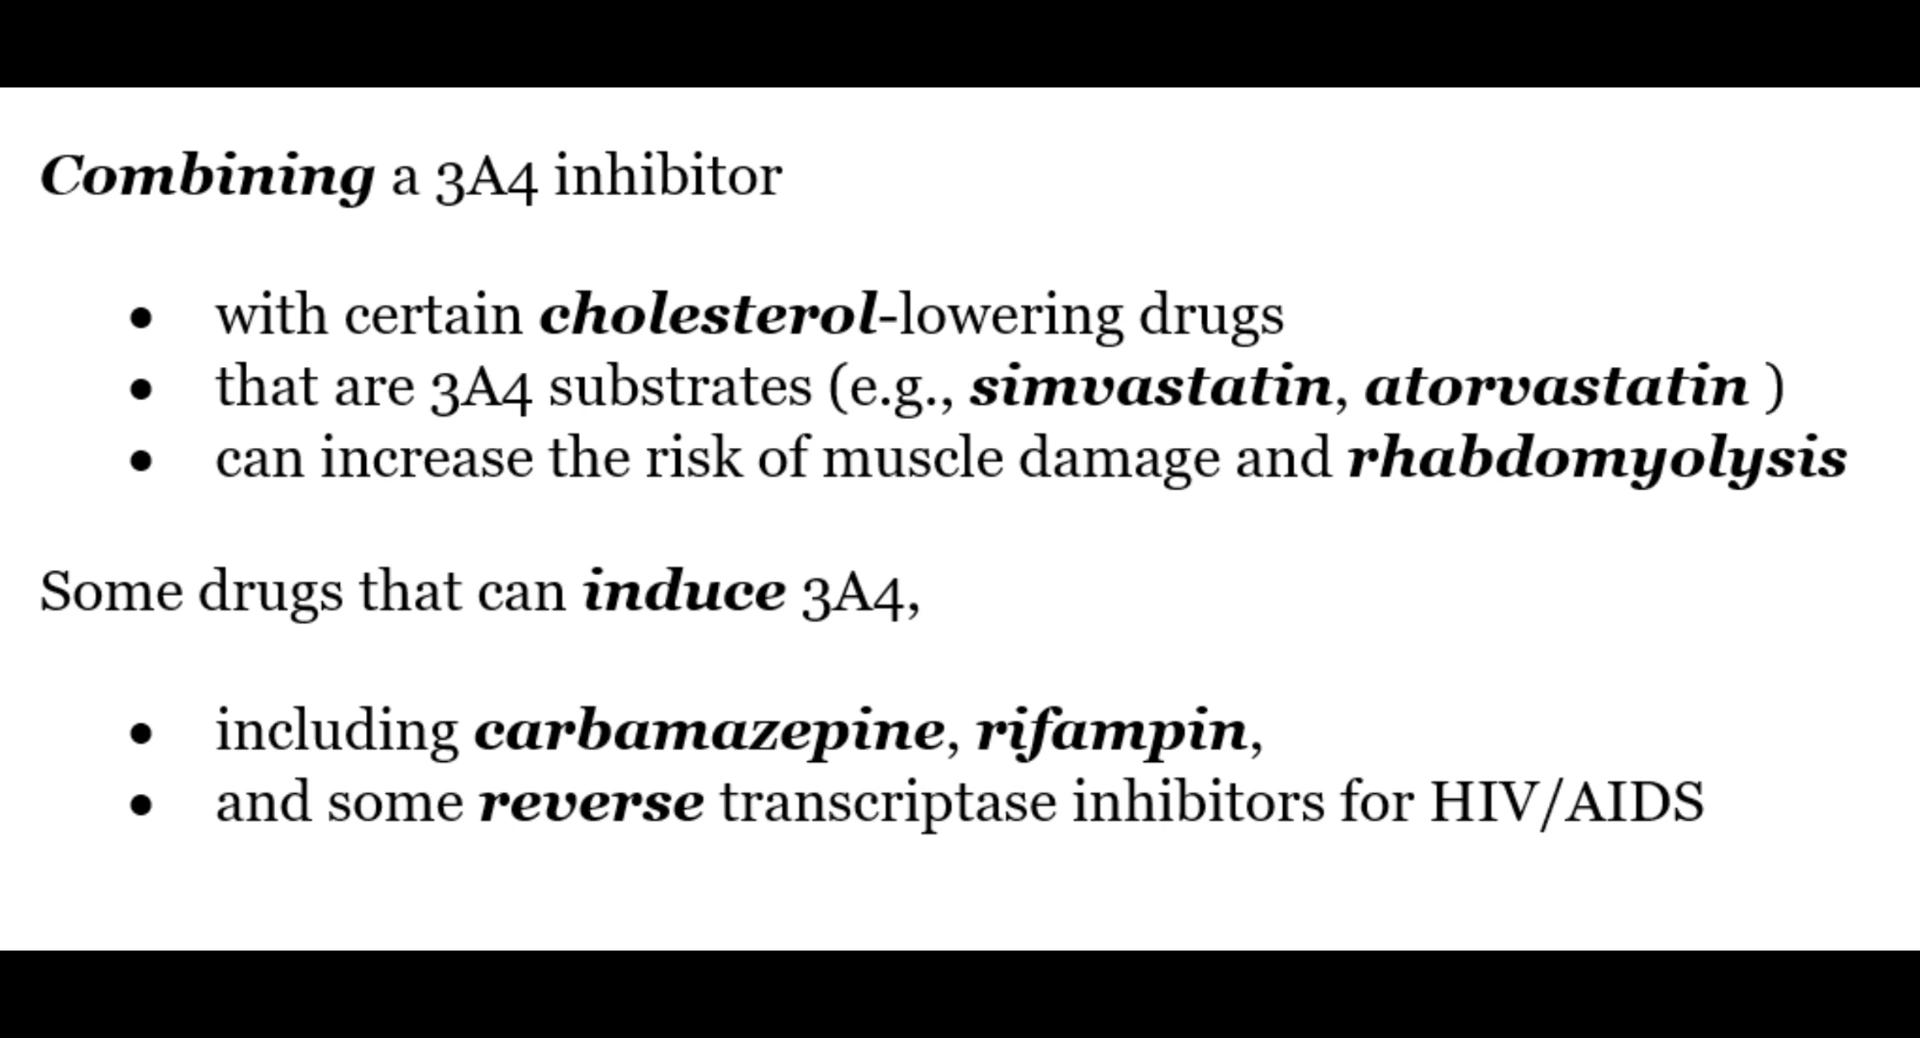 Combining a 3A4 inhibitor
• with certain cholesterol-lowering drugs
• that are 3A4 substrates (e.g., simvastatin, atorvastatin )
• can increase the risk of muscle damage and rhabdomyolysis
Some drugs that can induce 3A4,
• including carbamazepine, rifampin,
• and some reverse transcriptase inhibitors for HIV/AIDS